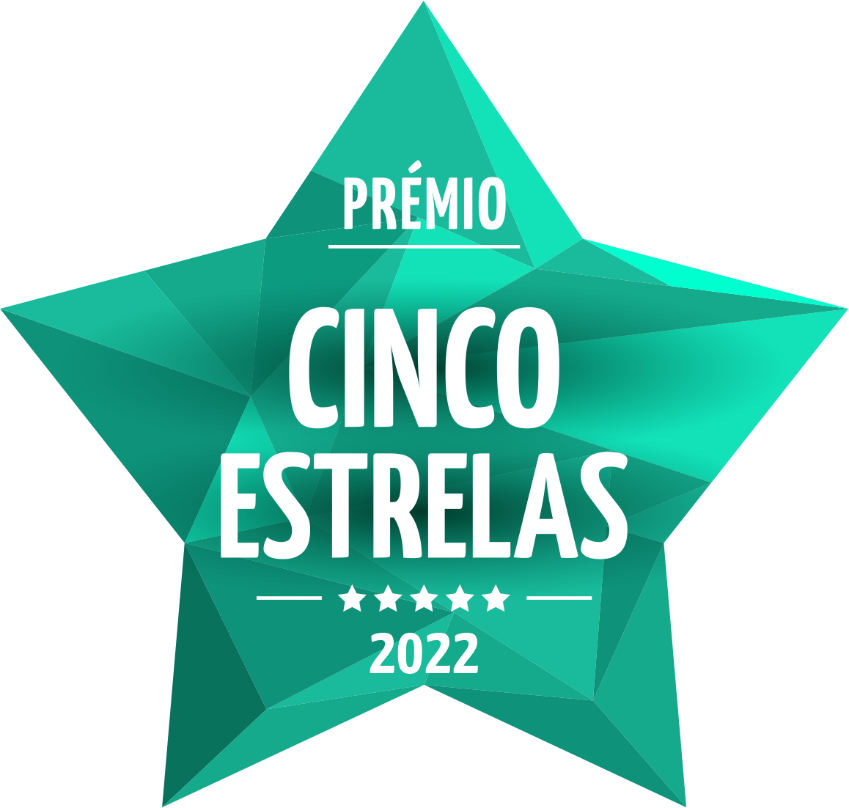 PRÉMIO
CINCO
ESTRELAS
2022